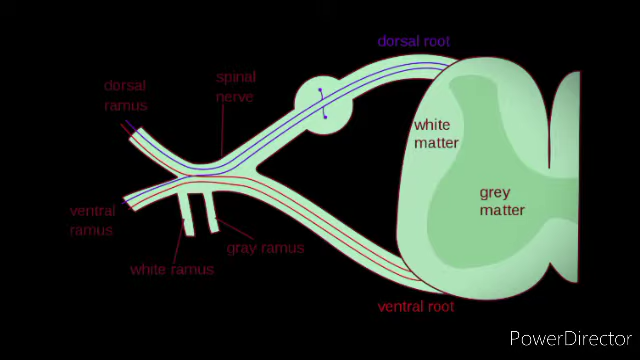 dorsal root
spinal
nerve
dorsal
ramus
white
matter
grey
matter
ventral
ramus
gray ramus
white ramus
ventral root
PowerDirector